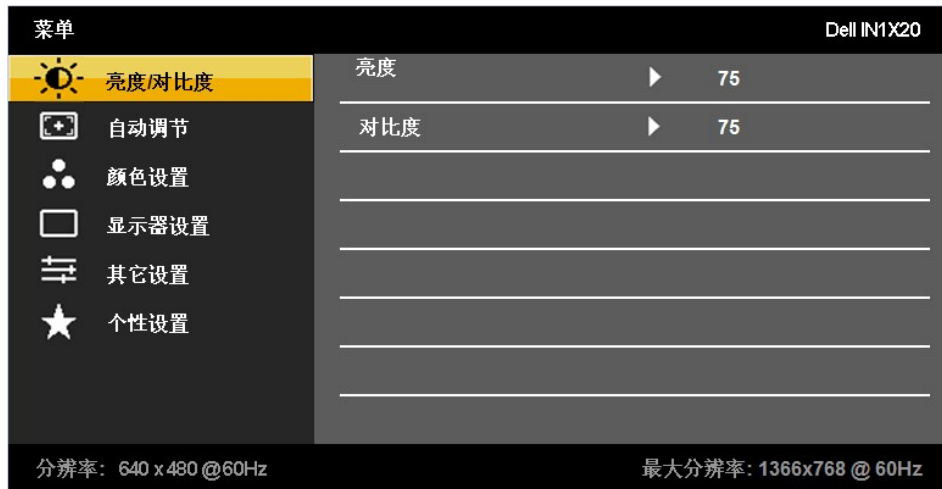 菜单
Dell IN1X20
亮度/对比度
亮度 75
自动调节
对比度 75
颜色设置
显示器设置
其它设置
个性设置
分辨率: 640 x 480 @60Hz
最大分辨率: 1366x768 @ 60Hz